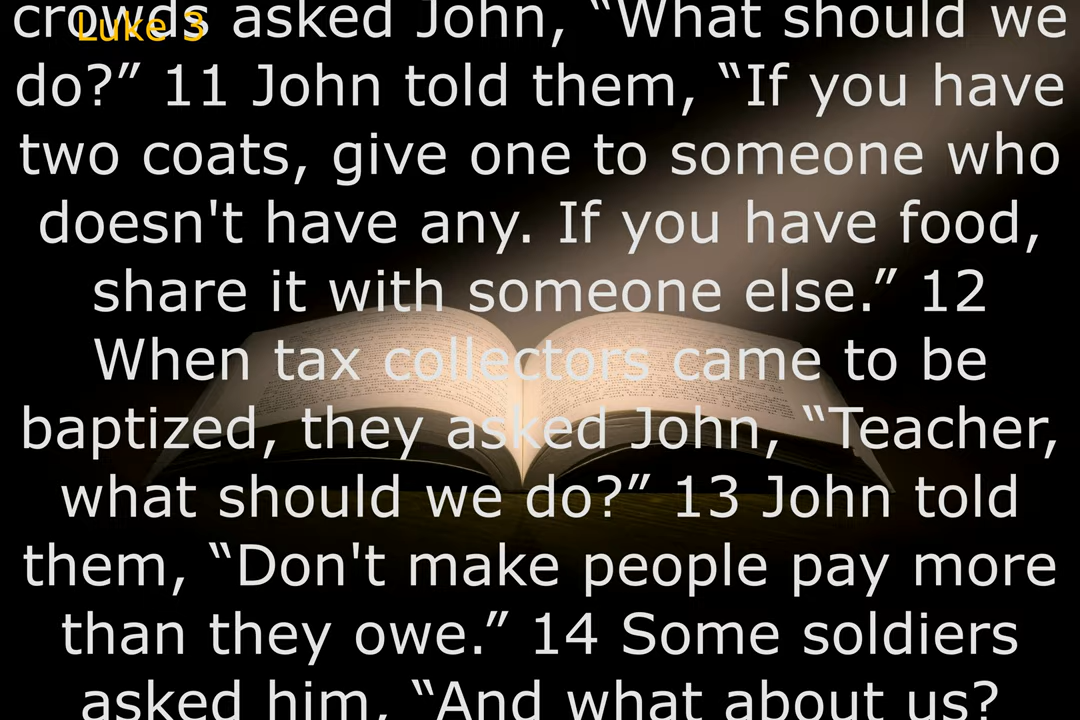 Luke 3
crowds asked John, “What should we
do?” 11 John told them, “If you have
two coats, give one to someone who
doesn't have any. If you have food,
share it with someone else.” 12
When tax collectors came to be
baptized, they asked John, “Teacher,
what should we do?” 13 John told
them, “Don't make people pay more
than they owe.” 14 Some soldiers
asked him, “And what about us?